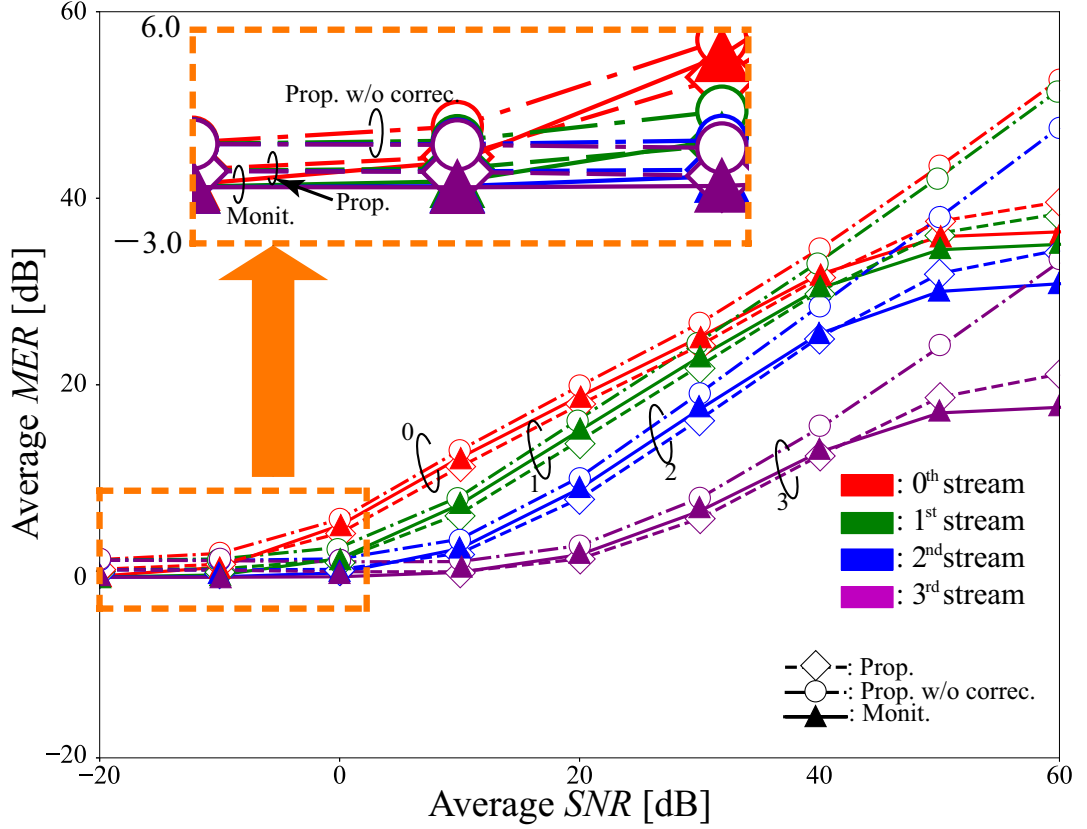 60
6.0
Prop. w/o correc.
Monit.
Prop.
−3.0
40
20
0
−20
Average MER [dB]
0
1
2
3
: 0th stream
: 1st stream
: 2nd stream
: 3rd stream
: Prop.
: Prop. w/o correc.
: Monit.
−20 0 20 40 60
Average SNR [dB]